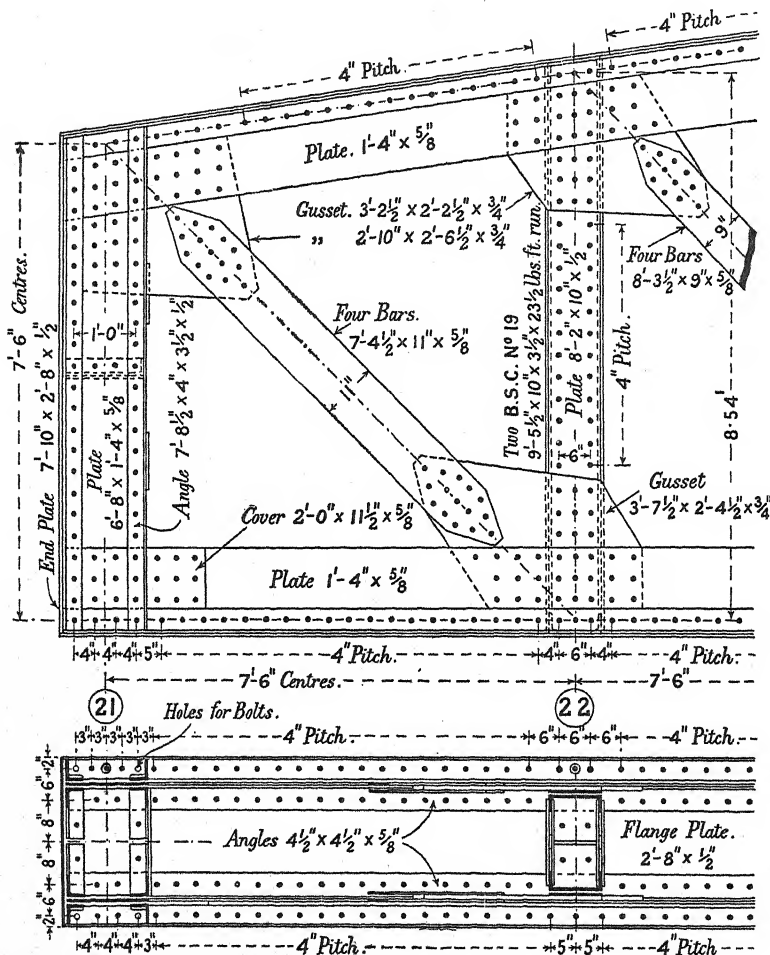 4" Pitch.
4" Pitch.
Plate. 1'-4" × 5/8"
Gusset. 3'-2½" × 2'-2½" × ¾"
" 2'-10" × 2'-6½" × ¾"
9"
Four Bars
8'-3½" × 9" × 5/8"
7'-6" Centres.
1'-0"
Four Bars.
7'-4½" × 11" × 5/8"
11"
End Plate 7'-10" × 2'-8" × ½"
Plate
6'-8" × 1'-4" × 5/8"
Angle 7'-8½" × 4" × 3½" × ½"
Two B.S.C. Nº 19
9'-5½" × 10" × 3½" × 23½ lbs. ft. run.
Plate 8'-2" × 10" × ½"
4" Pitch.
8·54'
6"
Gusset
3'-7½" × 2'-4½" × ¾"
Cover 2'-0" × 11½" × 5/8"
Plate 1'-4" × 5/8"
4" 4" 4" 5" 4" Pitch. 4" 6" 4" 4" Pitch.
7'-6" Centres. 7'-6"
21 22
Holes for Bolts.
3" 3" 3" 3" 3" 4" Pitch. 6" 6" 6" 4" Pitch.
2" 6" 8" 8" 6" 2"
Angles 4½" × 4½" × 5/8"
Flange Plate.
2'-8" × ½"
4" 4" 4" 3" 4" Pitch. 5" 5" 4" Pitch